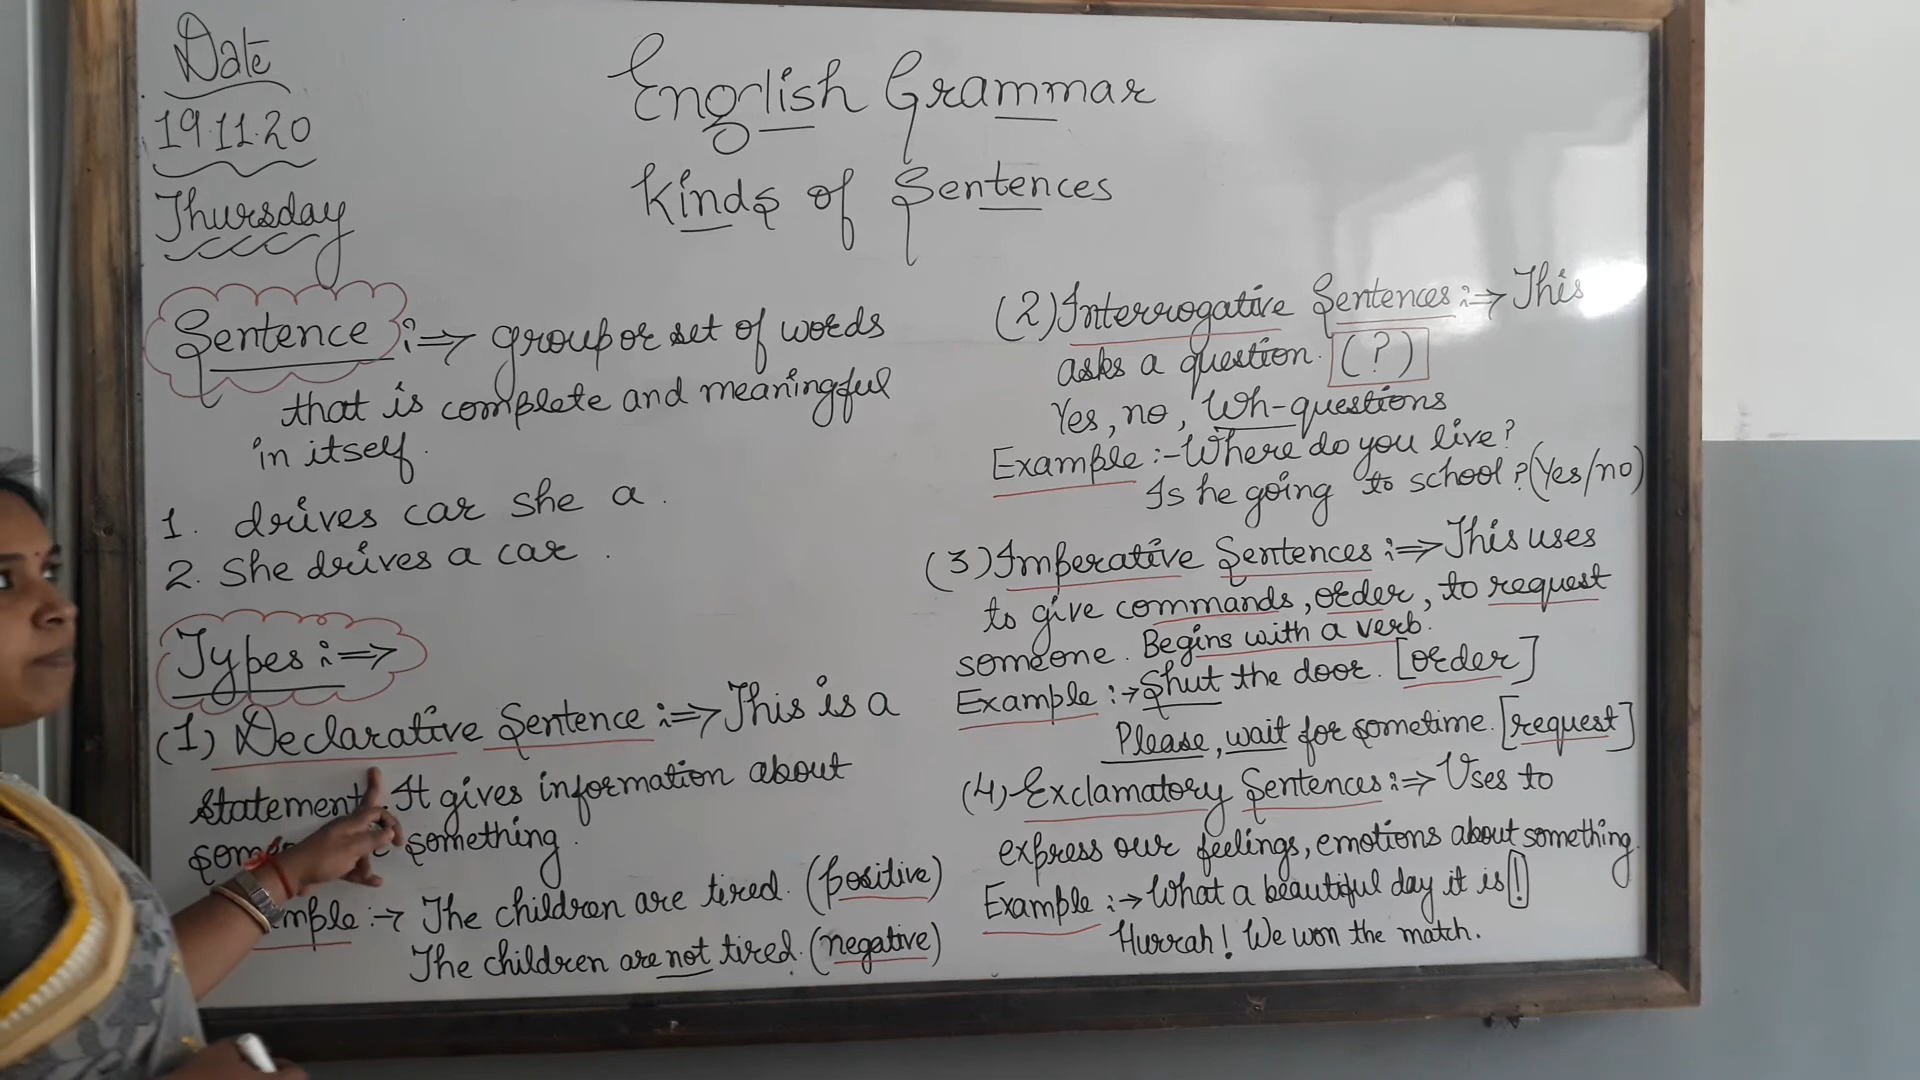 Date
19.11.20
Thursday
English Grammar
Kinds of Sentences
Sentence :⇒ group or set of words
that is complete and meaningful
in itself.
1. drives car she a.
2. She drives a car.
Types :⇒
(1) Declarative Sentence :⇒ This is a
statement. It gives information about
something.
:→ The children are tired. (positive)
The children are not tired. (negative)
(2) Interrogative Sentences :⇒ This
asks a question. (?)
Yes, no, Wh-questions
Example :- Where do you live?
Is he going to school? (Yes/no)
(3) Imperative Sentences :⇒ This uses
to give commands, order, to request
someone. Begins with a verb.
Example :→ Shut the door. [order]
Please, wait for sometime. [request]
(4) Exclamatory Sentences :⇒ Uses to
express our feelings, emotions about something.
Example :→ What a beautiful day it is!
Hurrah! We won the match.